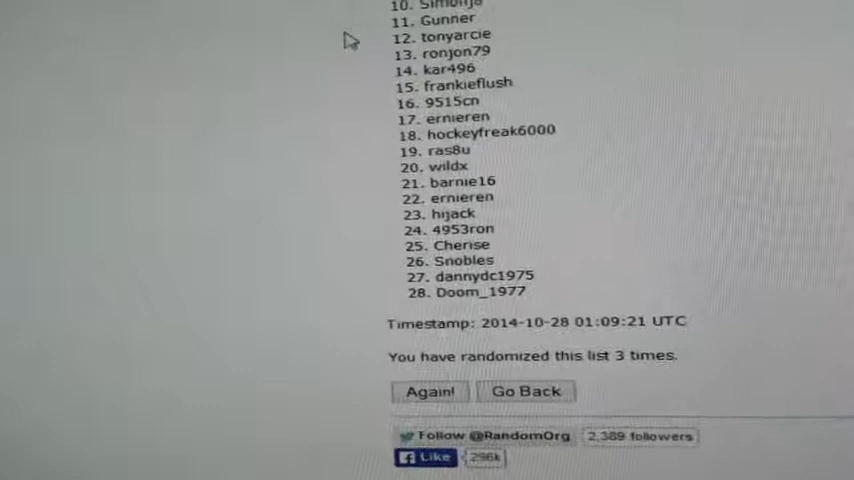 10. Simonja
11. Gunner
12. tonyarcie
13. ronjon79
14. kar496
15. frankieflush
16. 9515cn
17. ernieren
18. hockeyfreak6000
19. ras8u
20. wildx
21. barnie16
22. ernieren
23. hijack
24. 4953ron
25. Cherise
26. Snobles
27. dannydc1975
28. Doom_1977
Timestamp: 2014-10-28 01:09:21 UTC
You have randomized this list 3 times.
Again! Go Back
Follow @RandomOrg 2,389 followers
Like 296k